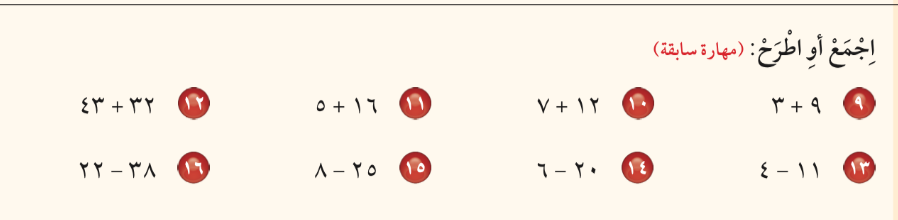 اِجْمَعْ أَوِ اطْرَحْ: (مهارة سابقة)
٩ ٩ + ٣ ١٠ ١٢ + ٧ ١١ ١٦ + ٥ ١٢ ٣٢ + ٤٣
١٣ ١١ – ٤ ١٤ ٢٠ – ٦ ١٥ ٢٥ – ٨ ١٦ ٣٨ – ٢٢